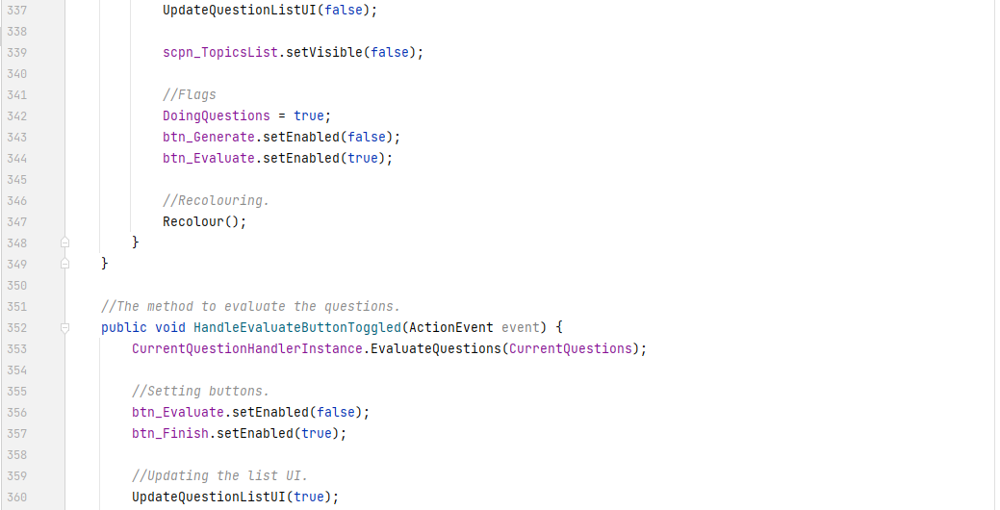 337 UpdateQuestionListUI(false);
338
339 scpn_TopicsList.setVisible(false);
340
341 //Flags
342 DoingQuestions = true;
343 btn_Generate.setEnabled(false);
344 btn_Evaluate.setEnabled(true);
345
346 //Recolouring.
347 Recolour();
348 }
349 }
350
351 //The method to evaluate the questions.
352 public void HandleEvaluateButtonToggled(ActionEvent event) {
353 CurrentQuestionHandlerInstance.EvaluateQuestions(CurrentQuestions);
354
355 //Setting buttons.
356 btn_Evaluate.setEnabled(false);
357 btn_Finish.setEnabled(true);
358
359 //Updating the list UI.
360 UpdateQuestionListUI(true);